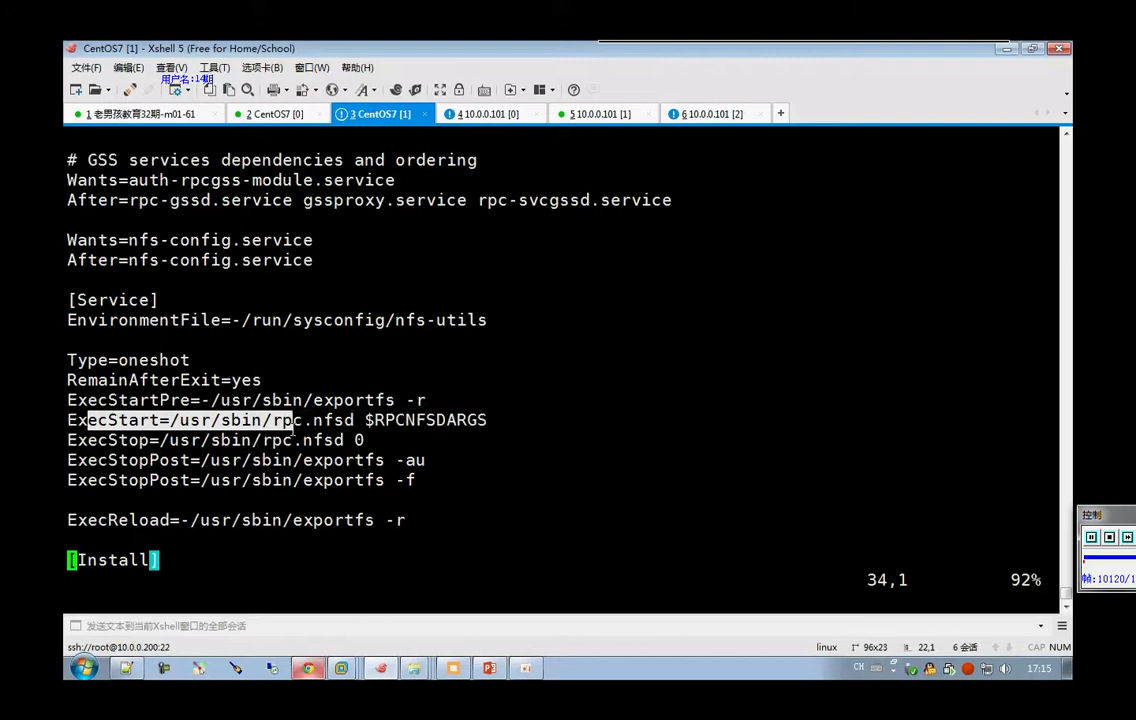 CentOS7 [1] - Xshell 5 (Free for Home/School)
文件(F) 编辑(E) 查看(V) 工具(T) 选项卡(B) 窗口(W) 帮助(H)
用户名:14期
1 老男孩教育32期-m01-61 2 CentOS7 [0] 3 CentOS7 [1] × 4 10.0.0.101 [0] 5 10.0.0.101 [1] 6 10.0.0.101 [2] +
# GSS services dependencies and ordering
Wants=auth-rpcgss-module.service
After=rpc-gssd.service gssproxy.service rpc-svcgssd.service
Wants=nfs-config.service
After=nfs-config.service
[Service]
EnvironmentFile=-/run/sysconfig/nfs-utils
Type=oneshot
RemainAfterExit=yes
ExecStartPre=-/usr/sbin/exportfs -r
ExecStart=/usr/sbin/rpc.nfsd $RPCNFSDARGS
ExecStop=/usr/sbin/rpc.nfsd 0
ExecStopPost=/usr/sbin/exportfs -au
ExecStopPost=/usr/sbin/exportfs -f
ExecReload=-/usr/sbin/exportfs -r
[Install]
34,1 92%
控制
帧:10120/1
发送文本到当前Xshell窗口的全部会话
ssh://root@10.0.0.200:22 linux 96x23 22,1 6 会话 CAP NUM
CH 17:15